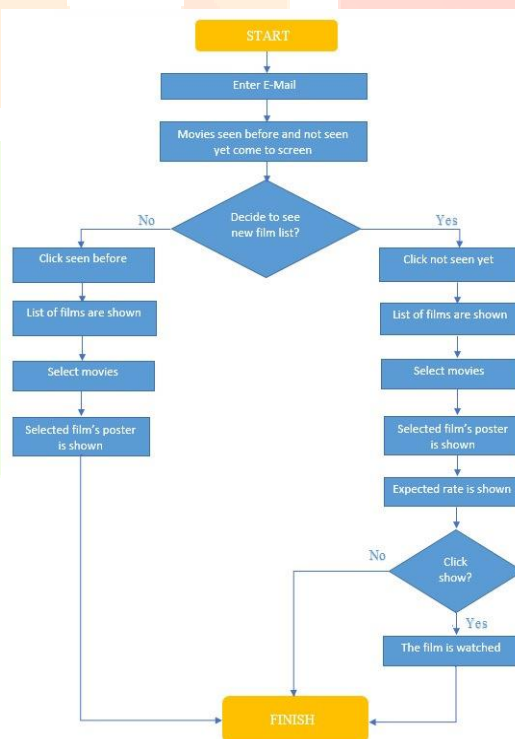 START
Enter E-Mail
Movies seen before and not seen
yet come to screen
Decide to see
new film list?
No
Yes
Click seen before
List of films are shown
Select movies
Selected film's poster
is shown
Click not seen yet
List of films are shown
Select movies
Selected film's poster
is shown
Expected rate is shown
Click
show?
No
Yes
The film is watched
FINISH